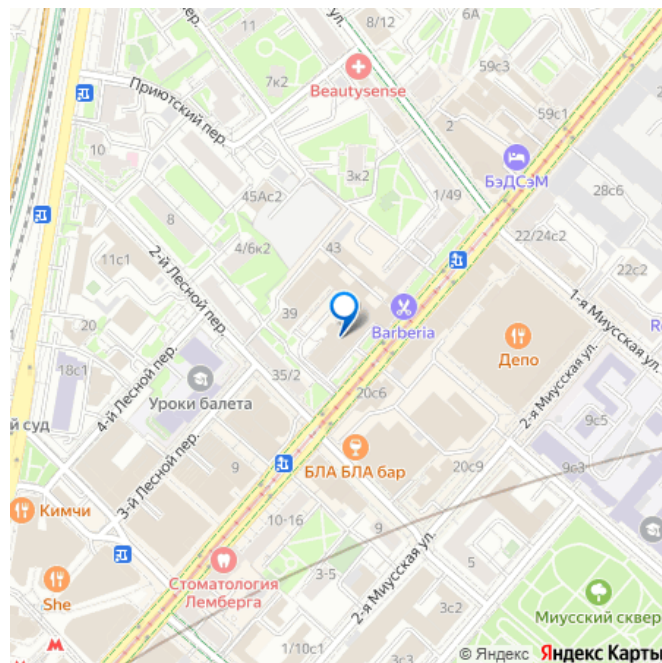 8/12
6А
ул.
59с3
7к2
Beautysense
59с1
Приютский пер.
2
10
3к2
БэДСэМ
45Ас2
1/49
28с6
8
4/6к2
43
22/24с2
11с1
2-й Лесной пер.
22с2
1-я Миусская ул.
39
Barberia
20
Депо
4-й Лесной пер.
18с1
35/2
2-я Миусская ул.
Уроки балета
20с6
й суд
9с5
3-й Лесной пер.
9
БЛА БЛА бар
20с9
9с3
Кимчи
10-16
9
2-я Миусская ул.
5
Стоматология
Лемберга
3-5
She
3с2
Миусский сквер
1/10с1
3с3
© Яндекс Яндекс Карты